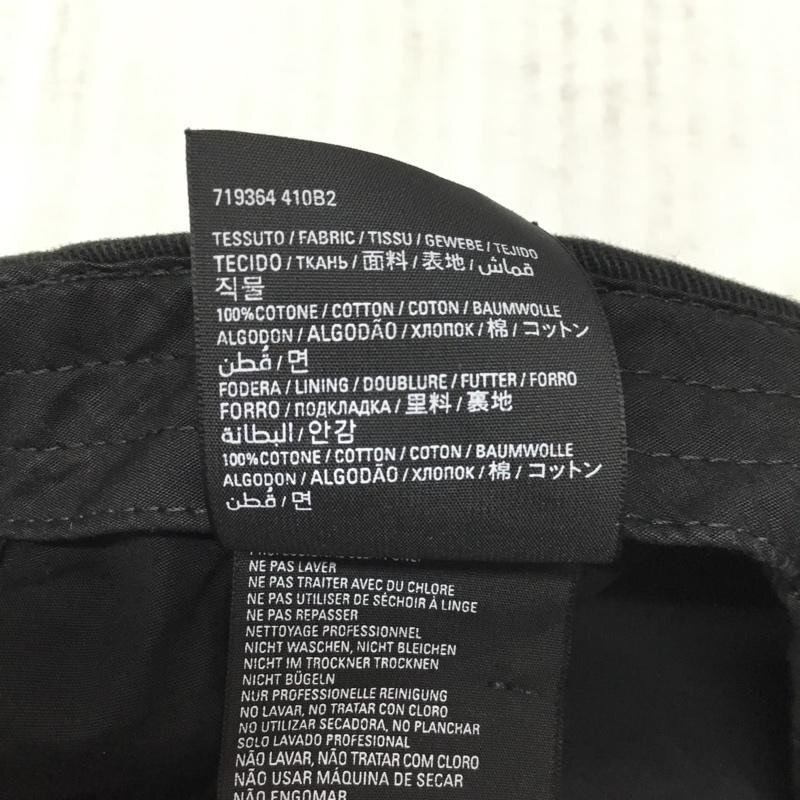 719364 410B2
TESSUTO / FABRIC / TISSU / GEWEBE / TEJIDO
TECIDO / ТКАНЬ / 面料 / 表地 / قماش /
직물
100%COTONE / COTTON / COTON / BAUMWOLLE
ALGODON / ALGODÃO / ХЛОПОК / 棉 / コットン
قُطن / 면
FODERA / LINING / DOUBLURE / FUTTER / FORRO
FORRO / ПОДКЛАДКА / 里料 / 裏地
البطانة / 안감
100%COTONE / COTTON / COTON / BAUMWOLLE
ALGODON / ALGODÃO / ХЛОПОК / 棉 / コットン
قُطن / 면
NE PAS LAVER
NE PAS TRAITER AVEC DU CHLORE
NE PAS UTILISER DE SÉCHOIR À LINGE
NE PAS REPASSER
NETTOYAGE PROFESSIONNEL
NICHT WASCHEN, NICHT BLEICHEN
NICHT IM TROCKNER TROCKNEN
NICHT BÜGELN
NUR PROFESSIONELLE REINIGUNG
NO LAVAR, NO TRATAR CON CLORO
NO UTILIZAR SECADORA, NO PLANCHAR
SOLO LAVADO PROFESIONAL
NÃO LAVAR, NÃO TRATAR COM CLORO
NÃO USAR MÁQUINA DE SECAR
NÃO ENGOMAR